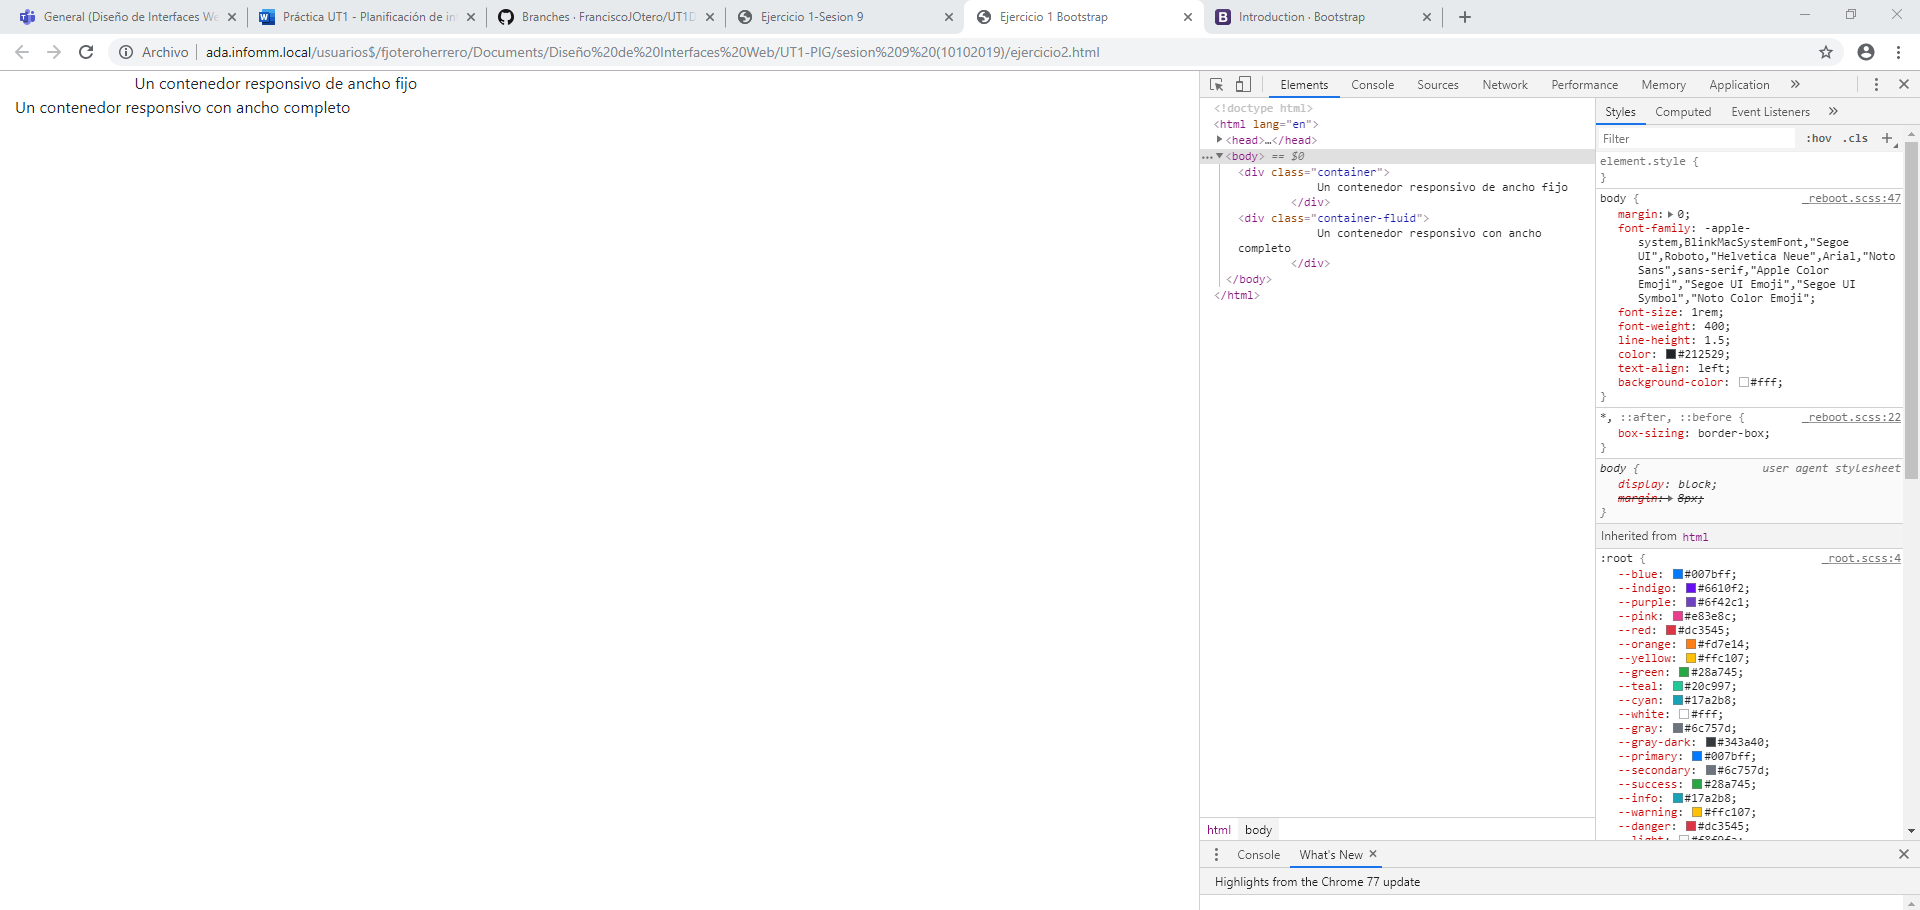 General (Diseño de Interfaces We
Práctica UT1 - Planificación de in
Branches · FranciscoJOtero/UT1D
Ejercicio 1-Sesion 9
Ejercicio 1 Bootstrap
Introduction · Bootstrap
Archivo
ada.infomm.local/usuarios$/fjoteroherrero/Documents/Diseño%20de%20Interfaces%20Web/UT1-PIG/sesion%209%20(10102019)/ejercicio2.html
Un contenedor responsivo de ancho fijo
Un contenedor responsivo con ancho completo
Elements Console Sources Network Performance Memory Application »
<!doctype html>
<html lang="en">
<head>…</head>
… <body> == $0
<div class="container">
Un contenedor responsivo de ancho fijo
</div>
<div class="container-fluid">
Un contenedor responsivo con ancho
completo
</div>
</body>
</html>
html body
Styles Computed Event Listeners »
Filter :hov .cls +
element.style {
}
body { _reboot.scss:47
margin: 0;
font-family: -apple-
system,BlinkMacSystemFont,"Segoe
UI",Roboto,"Helvetica Neue",Arial,"Noto
Sans",sans-serif,"Apple Color
Emoji","Segoe UI Emoji","Segoe UI
Symbol","Noto Color Emoji";
font-size: 1rem;
font-weight: 400;
line-height: 1.5;
color: #212529;
text-align: left;
background-color: #fff;
}
*, ::after, ::before { _reboot.scss:22
box-sizing: border-box;
}
body { user agent stylesheet
display: block;
margin: 8px;
}
Inherited from html
:root { _root.scss:4
--blue: #007bff;
--indigo: #6610f2;
--purple: #6f42c1;
--pink: #e83e8c;
--red: #dc3545;
--orange: #fd7e14;
--yellow: #ffc107;
--green: #28a745;
--teal: #20c997;
--cyan: #17a2b8;
--white: #fff;
--gray: #6c757d;
--gray-dark: #343a40;
--primary: #007bff;
--secondary: #6c757d;
--success: #28a745;
--info: #17a2b8;
--warning: #ffc107;
--danger: #dc3545;
--light: #f8f9fa;
Console What's New
Highlights from the Chrome 77 update